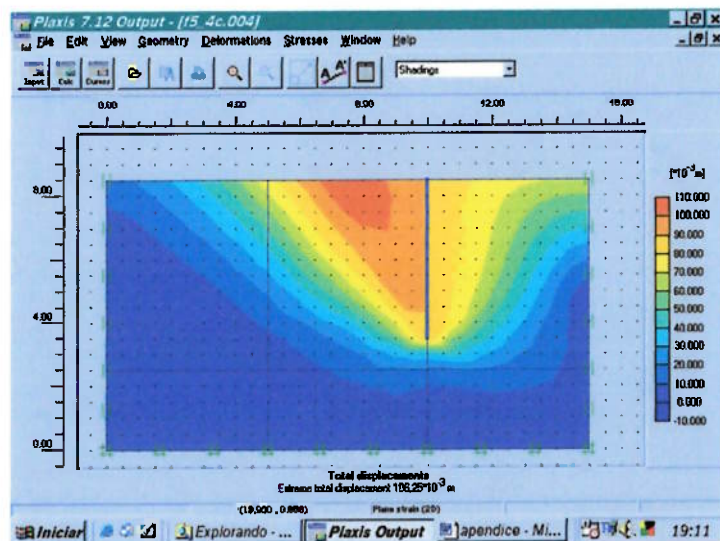 Plaxis 7.12 Output - [f5_4c.004]
File Edit View Geometry Deformations Stresses Window Help
Input Calc Curves Shadings
0.00 4.00 8.00 12.00 16.00
[*10⁻³m]
8.00
4.00
0.00
110.000
100.000
90.000
80.000
70.000
60.000
50.000
40.000
30.000
20.000
10.000
0.000
-10.000
Total displacements
Extreme total displacement 106.25*10⁻³ m
Plane strain (2D)
Iniciar Explorando - ... Plaxis Output apendice - Mi... 19:11